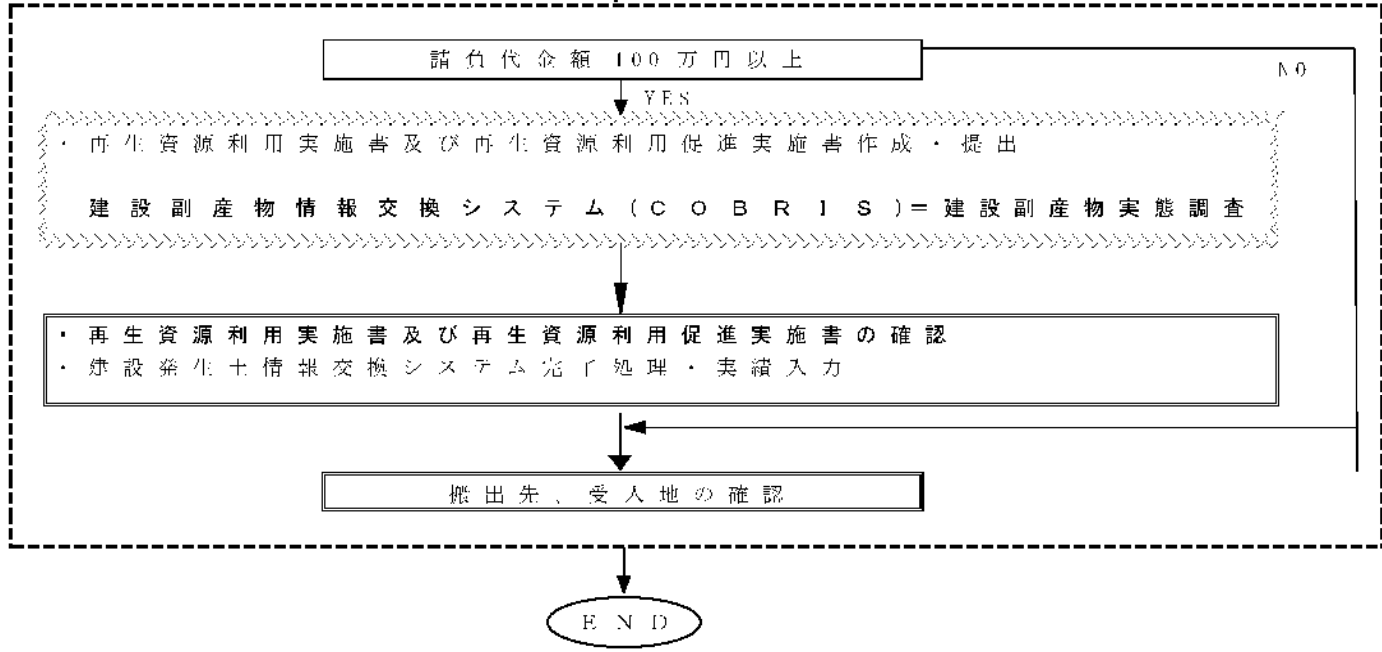 請負代金額100万円以上
NO
YES
・再生資源利用実施書及び再生資源利用促進実施書作成・提出
建設副産物情報交換システム(COBRIS)=建設副産物実態調査
・再生資源利用実施書及び再生資源利用促進実施書の確認
・建設発生土情報交換システム完了処理・実績入力
搬出先、受入地の確認
END